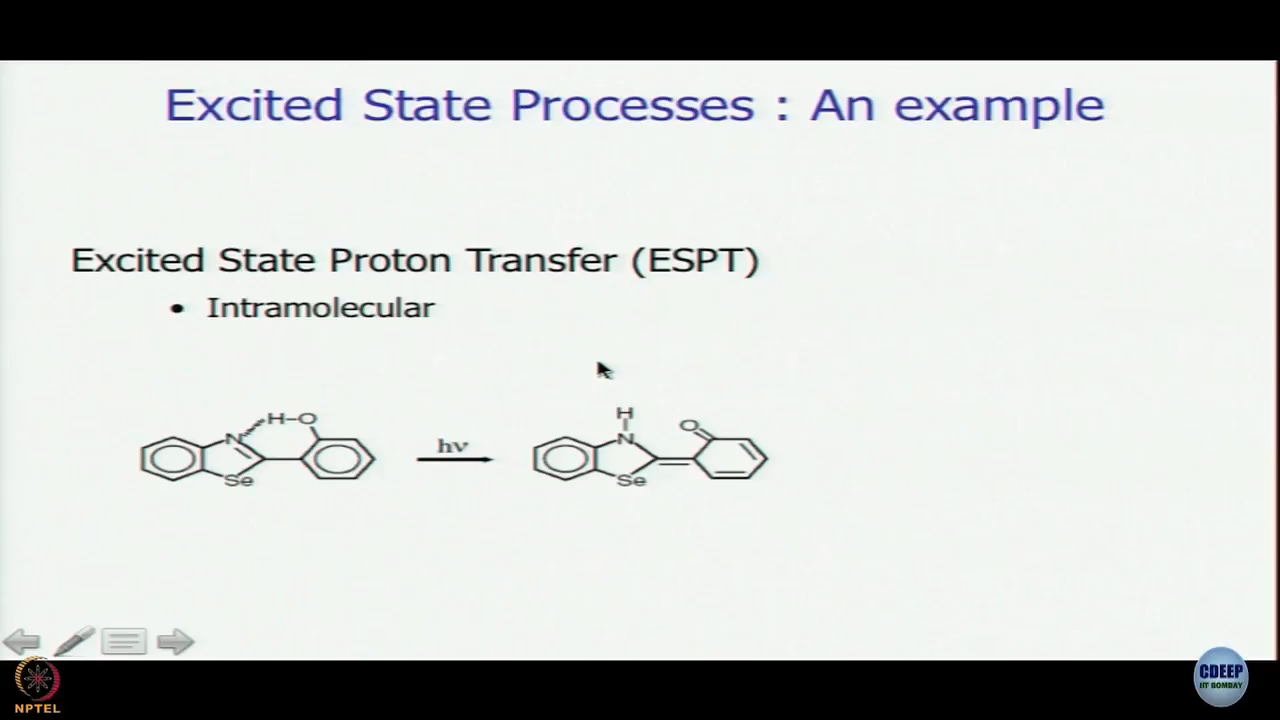 Excited State Processes : An example
Excited State Proton Transfer (ESPT)
• Intramolecular
H–O
N
Se
hν
H
N
O
Se
NPTEL
CDEEP
IIT BOMBAY